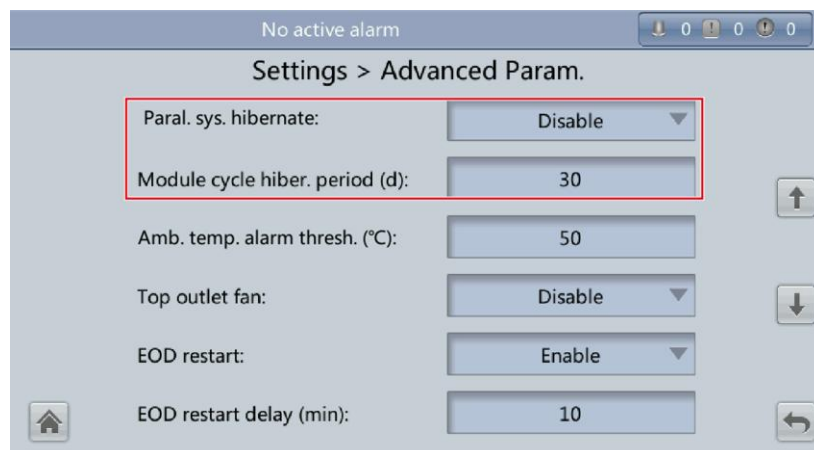 No active alarm 0 0 0
Settings > Advanced Param.
Paral. sys. hibernate: Disable
Module cycle hiber. period (d): 30
Amb. temp. alarm thresh. (℃): 50
Top outlet fan: Disable
EOD restart: Enable
EOD restart delay (min): 10